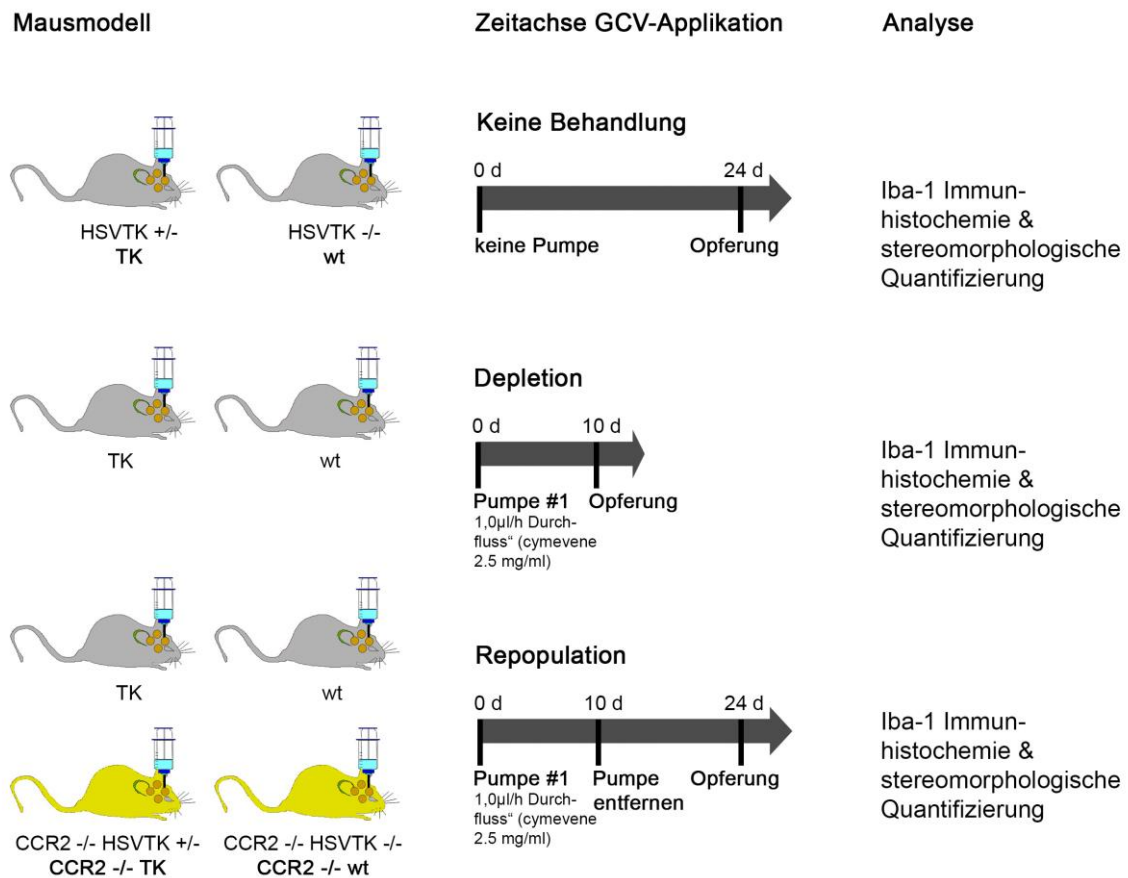 Mausmodell
Zeitachse GCV-Applikation
Analyse
Keine Behandlung
0 d
24 d
keine Pumpe
Opferung
HSVTK +/-
TK
HSVTK -/-
wt
Iba-1 Immun-
histochemie &
stereomorphologische
Quantifizierung
TK
wt
Depletion
0 d
10 d
Pumpe #1
Opferung
1,0µl/h Durch-
fluss“ (cymevene
2.5 mg/ml)
Iba-1 Immun-
histochemie &
stereomorphologische
Quantifizierung
TK
wt
CCR2 -/- HSVTK +/-
CCR2 -/- TK
CCR2 -/- HSVTK -/-
CCR2 -/- wt
Repopulation
0 d
10 d
24 d
Pumpe #1
Pumpe
entfernen
Opferung
1,0µl/h Durch-
fluss“ (cymevene
2.5 mg/ml)
Iba-1 Immun-
histochemie &
stereomorphologische
Quantifizierung